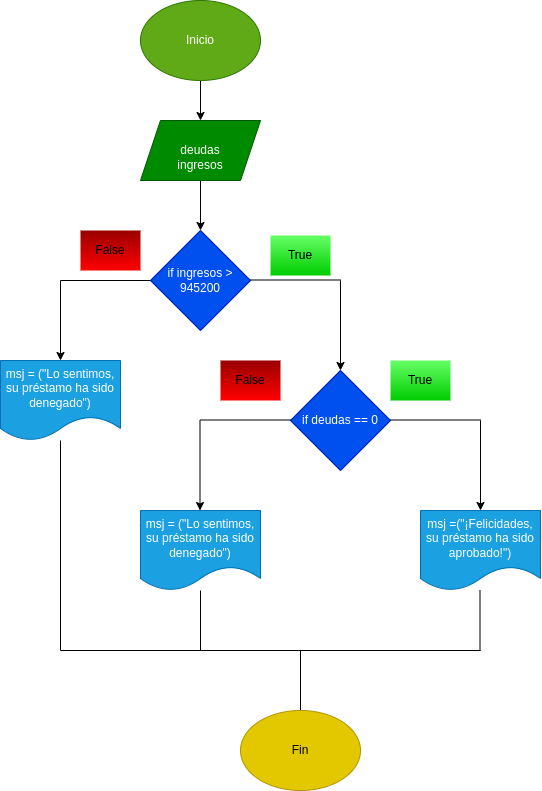 Inicio
deudas
ingresos
False
if ingresos >
945200
True
msj = ("Lo sentimos,
su préstamo ha sido
denegado")
False
True
if deudas == 0
msj = ("Lo sentimos,
su préstamo ha sido
denegado")
msj =("¡Felicidades,
su préstamo ha sido
aprobado!")
Fin